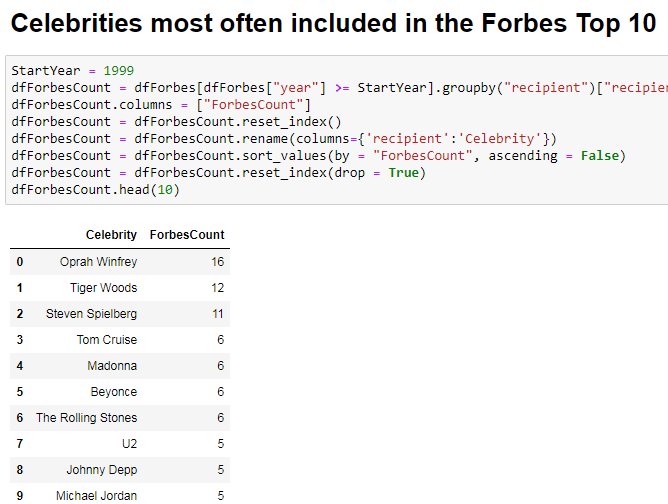 Celebrities most often included in the Forbes Top 10
StartYear = 1999
dfForbesCount = dfForbes[dfForbes["year"] >= StartYear].groupby("recipient")["recipie
dfForbesCount.columns = ["ForbesCount"]
dfForbesCount = dfForbesCount.reset_index()
dfForbesCount = dfForbesCount.rename(columns={'recipient':'Celebrity'})
dfForbesCount = dfForbesCount.sort_values(by = "ForbesCount", ascending = False)
dfForbesCount = dfForbesCount.reset_index(drop = True)
dfForbesCount.head(10)
Celebrity ForbesCount
0 Oprah Winfrey 16
1 Tiger Woods 12
2 Steven Spielberg 11
3 Tom Cruise 6
4 Madonna 6
5 Beyonce 6
6 The Rolling Stones 6
7 U2 5
8 Johnny Depp 5
9 Michael Jordan 5